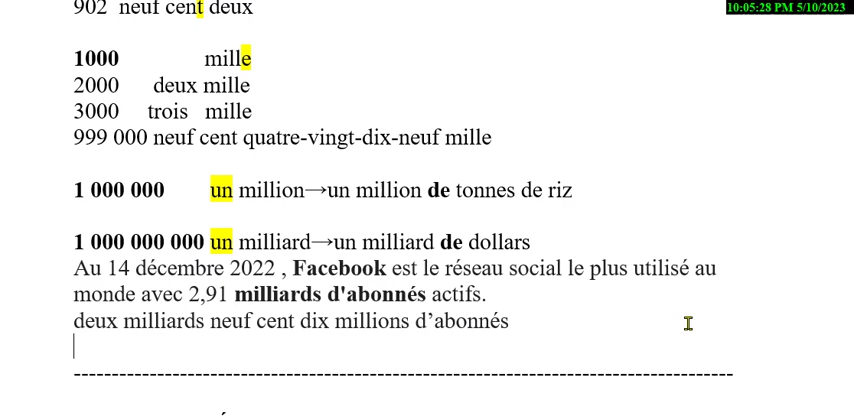 10:05:28 PM 5/10/2023
902 neuf cent deux
1000 mille
2000 deux mille
3000 trois mille
999 000 neuf cent quatre-vingt-dix-neuf mille
1 000 000 un million→un million de tonnes de riz
1 000 000 000 un milliard→un milliard de dollars
Au 14 décembre 2022 , Facebook est le réseau social le plus utilisé au
monde avec 2,91 milliards d'abonnés actifs.
deux milliards neuf cent dix millions d’abonnés
---------------------------------------------------------------------------------------